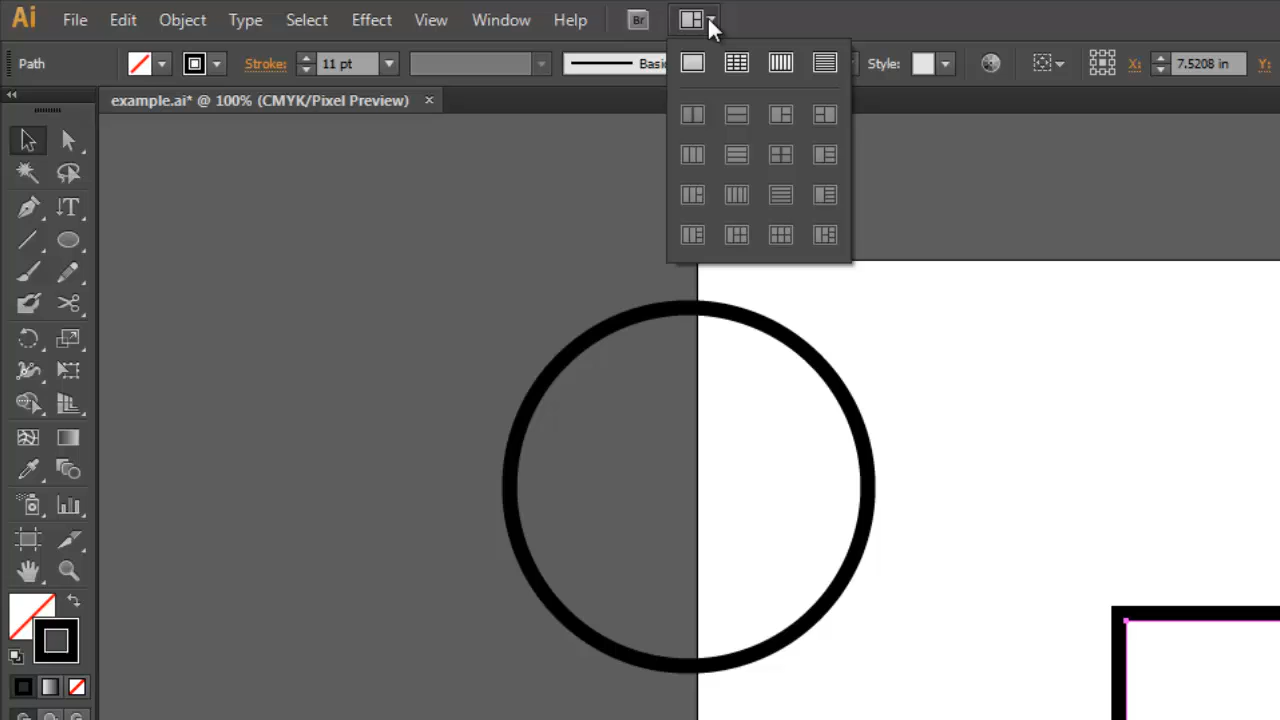 Ai File Edit Object Type Select Effect View Window Help Br
Path Stroke: 11 pt Basic Style: X: 7.5208 in Y:
example.ai* @ 100% (CMYK/Pixel Preview) ×